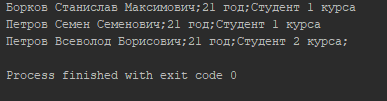 Борков Станислав Максимович;21 год;Студент 1 курса
Петров Семен Семенович;21 год;Студент 1 курса
Петров Всеволод Борисович;21 год;Студент 2 курса;
Process finished with exit code 0